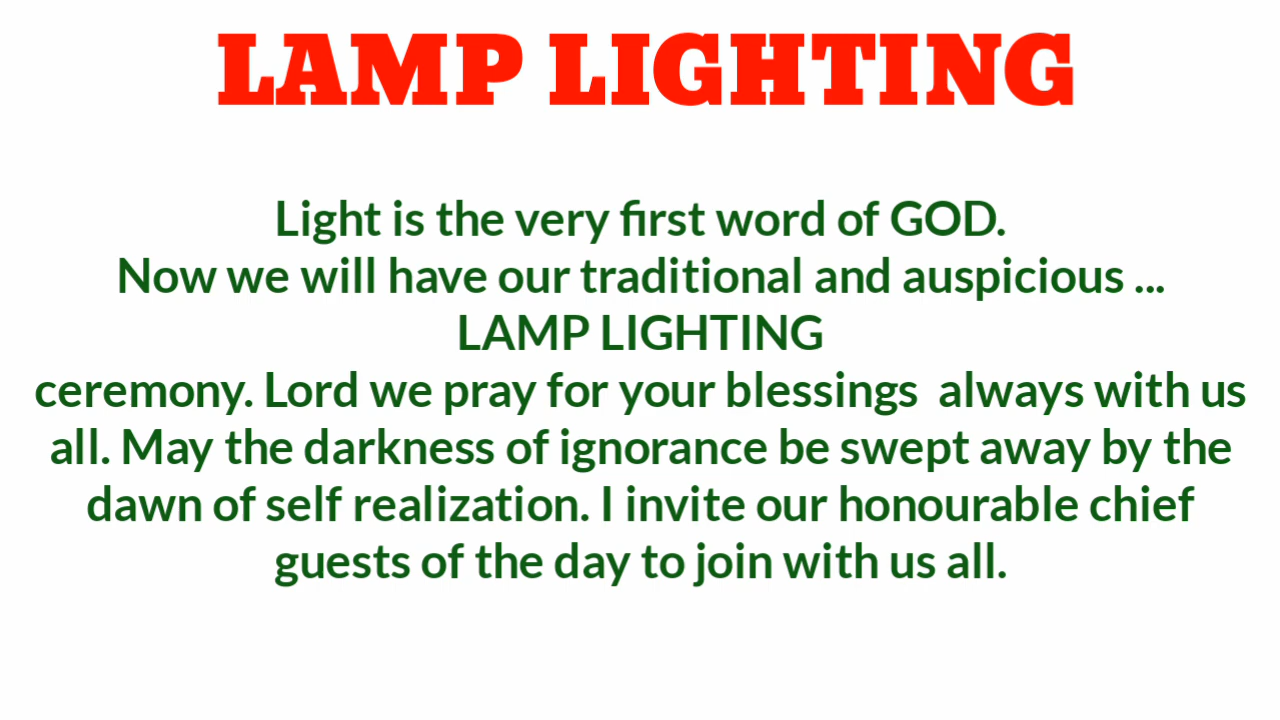 LAMP LIGHTING
Light is the very first word of GOD.
Now we will have our traditional and auspicious ...
LAMP LIGHTING
ceremony. Lord we pray for your blessings  always with us
all. May the darkness of ignorance be swept away by the
dawn of self realization. I invite our honourable chief
guests of the day to join with us all.